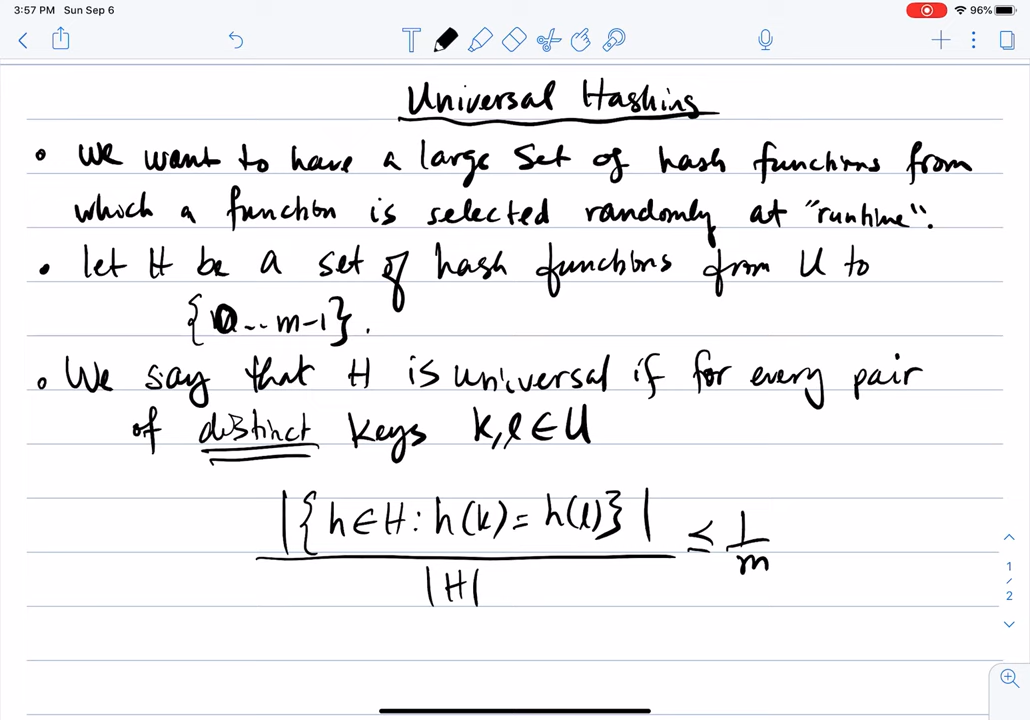 3:57 PM Sun Sep 6 96%
Universal Hashing
• We want to have a large set of hash functions from
which a function is selected randomly at "runtime".
• let H be a set of hash functions from U to
{0..m-1}.
• We say that H is universal if for every pair
of distinct keys k, l ∈ U
|{h ∈ H : h(k) = h(l)}| / |H| ≤ 1/m
1/2